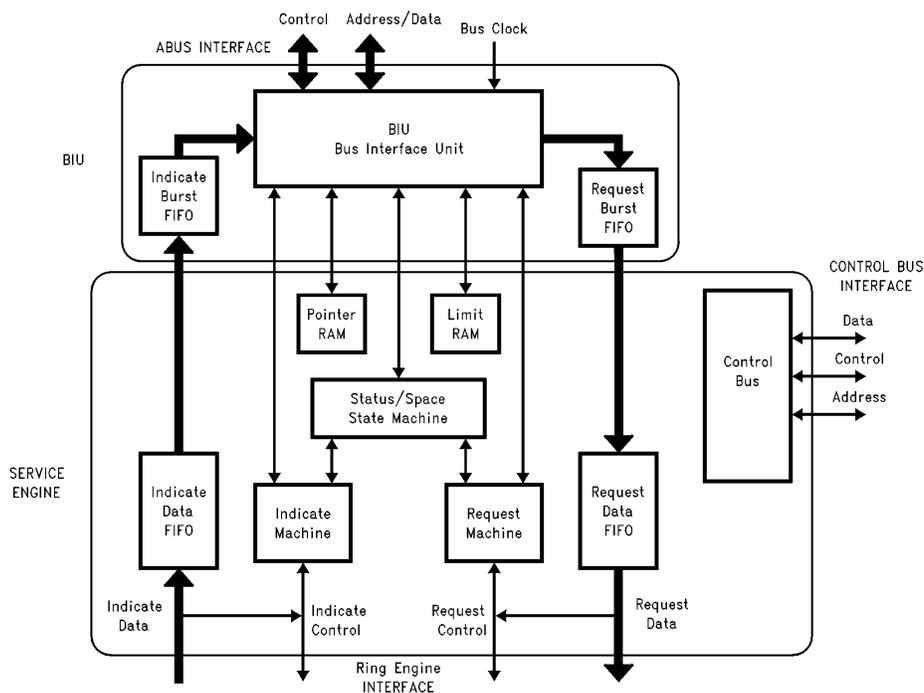 Control
Address/Data
Bus Clock
ABUS INTERFACE
BIU
BIU
Bus Interface Unit
Indicate
Burst
FIFO
Request
Burst
FIFO
CONTROL BUS
INTERFACE
Pointer
RAM
Limit
RAM
Data
Control
Address
Control
Bus
Status/Space
State Machine
SERVICE
ENGINE
Indicate
Data
FIFO
Indicate
Machine
Request
Machine
Request
Data
FIFO
Indicate
Data
Indicate
Control
Request
Control
Request
Data
Ring Engine
INTERFACE